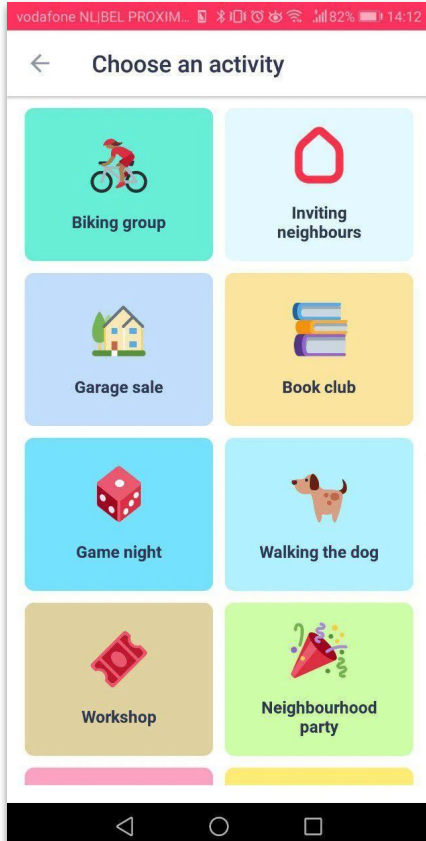 vodafone NL|BEL PROXIM... 82% 14:12
Choose an activity
Biking group
Inviting
neighbours
Garage sale
Book club
Game night
Walking the dog
Workshop
Neighbourhood
party